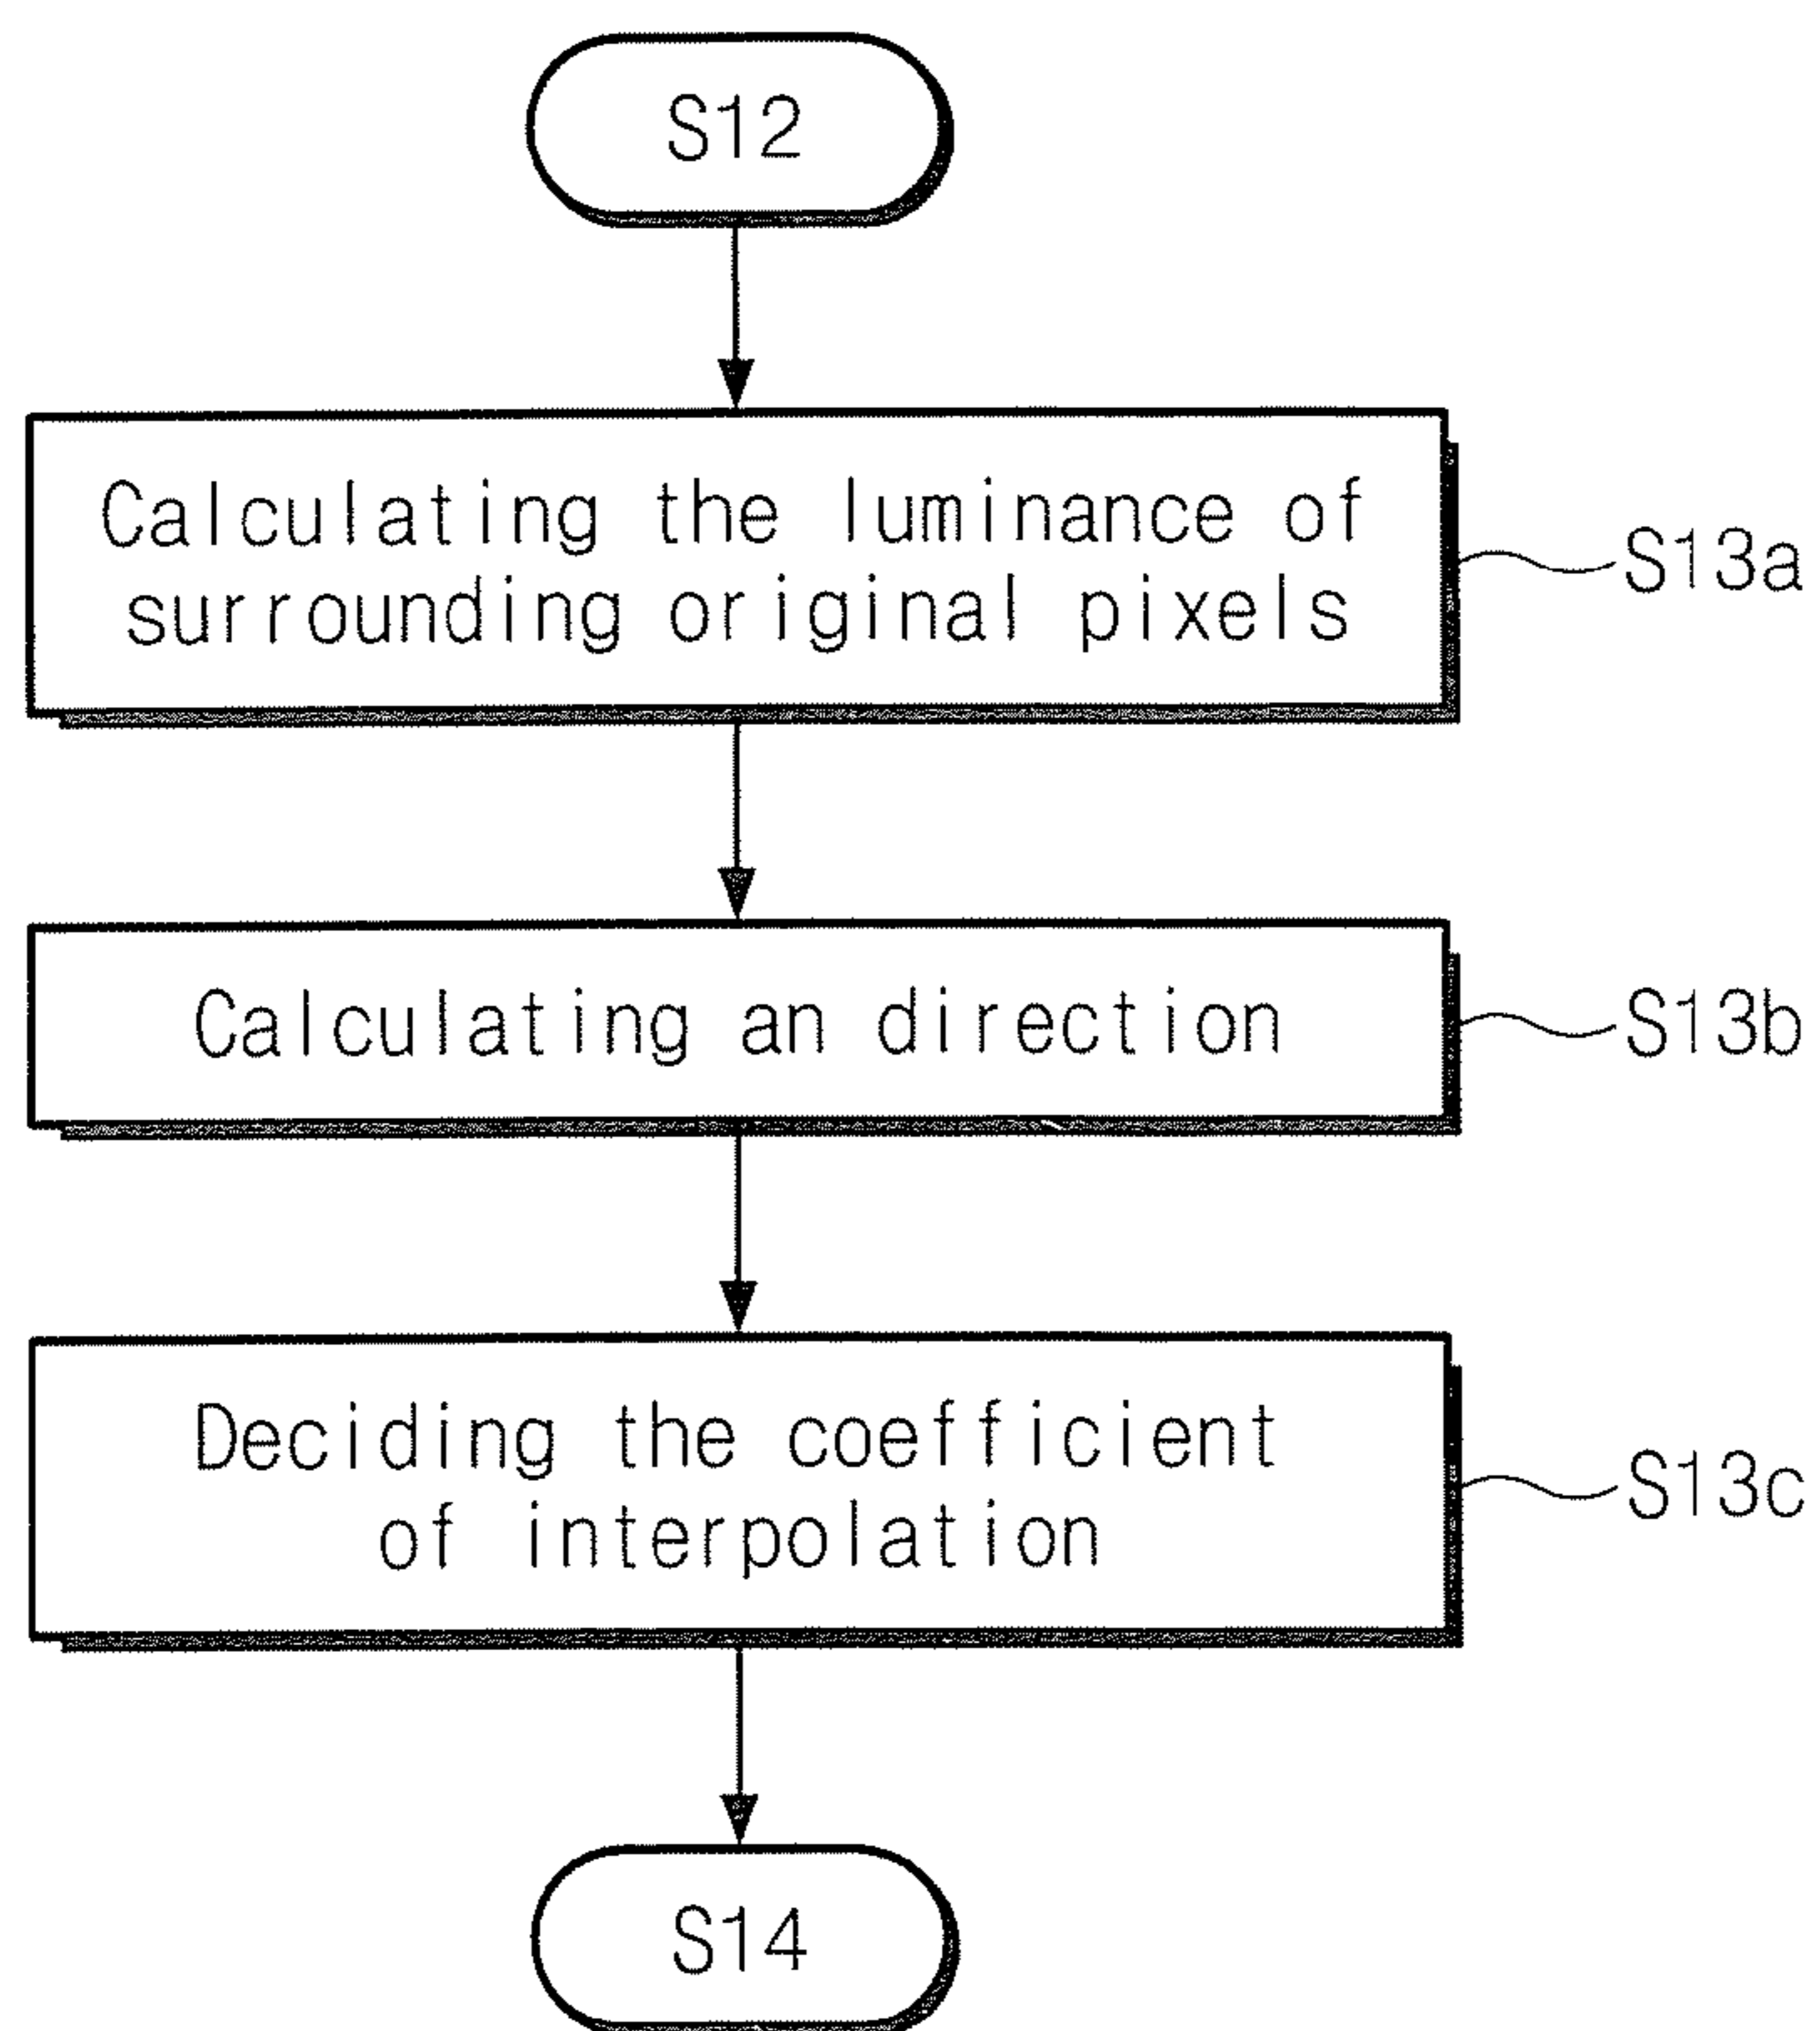 S12
Calculating the luminance of
surrounding original pixels
S13a
Calculating an direction
S13b
Deciding the coefficient
of interpolation
S13c
S14